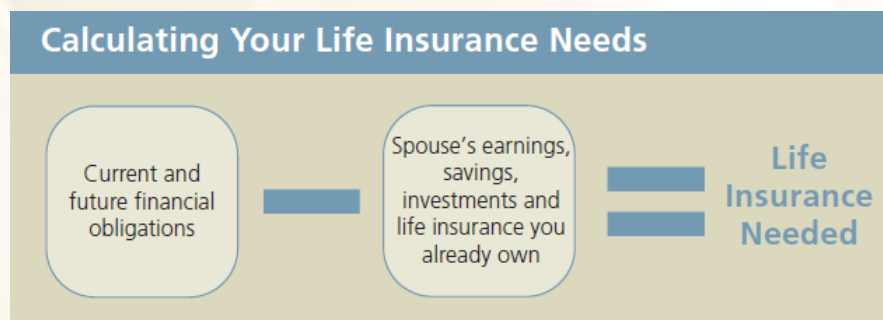 Calculating Your Life Insurance Needs
Current and
future financial
obligations
Spouse’s earnings,
savings,
investments and
life insurance you
already own
Life
Insurance
Needed